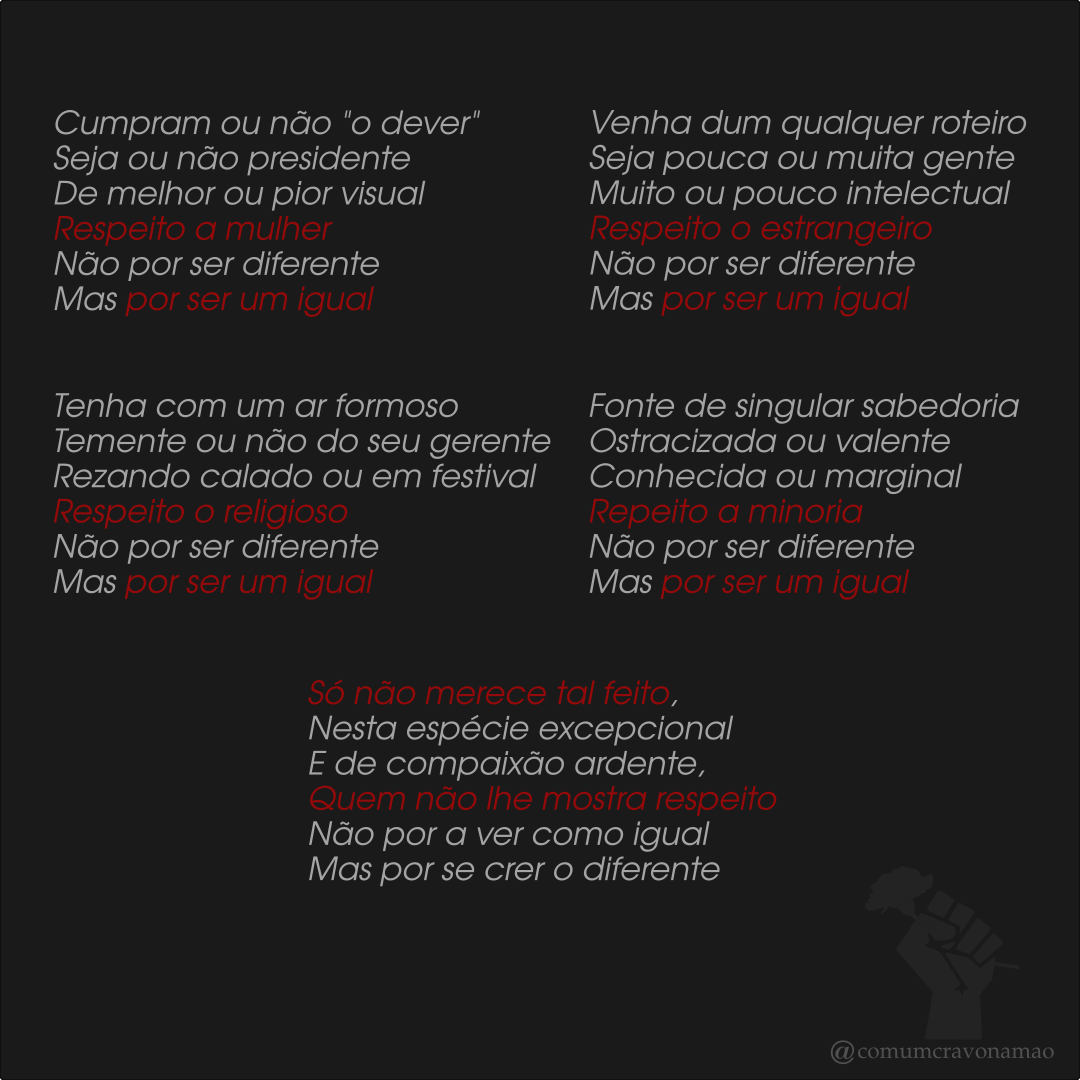 Cumpram ou não "o dever"
Seja ou não presidente
De melhor ou pior visual
Respeito a mulher
Não por ser diferente
Mas por ser um igual
Venha dum qualquer roteiro
Seja pouca ou muita gente
Muito ou pouco intelectual
Respeito o estrangeiro
Não por ser diferente
Mas por ser um igual
Tenha com um ar formoso
Temente ou não do seu gerente
Rezando calado ou em festival
Respeito o religioso
Não por ser diferente
Mas por ser um igual
Fonte de singular sabedoria
Ostracizada ou valente
Conhecida ou marginal
Repeito a minoria
Não por ser diferente
Mas por ser um igual
Só não merece tal feito,
Nesta espécie excepcional
E de compaixão ardente,
Quem não lhe mostra respeito
Não por a ver como igual
Mas por se crer o diferente
@comumcravonamao